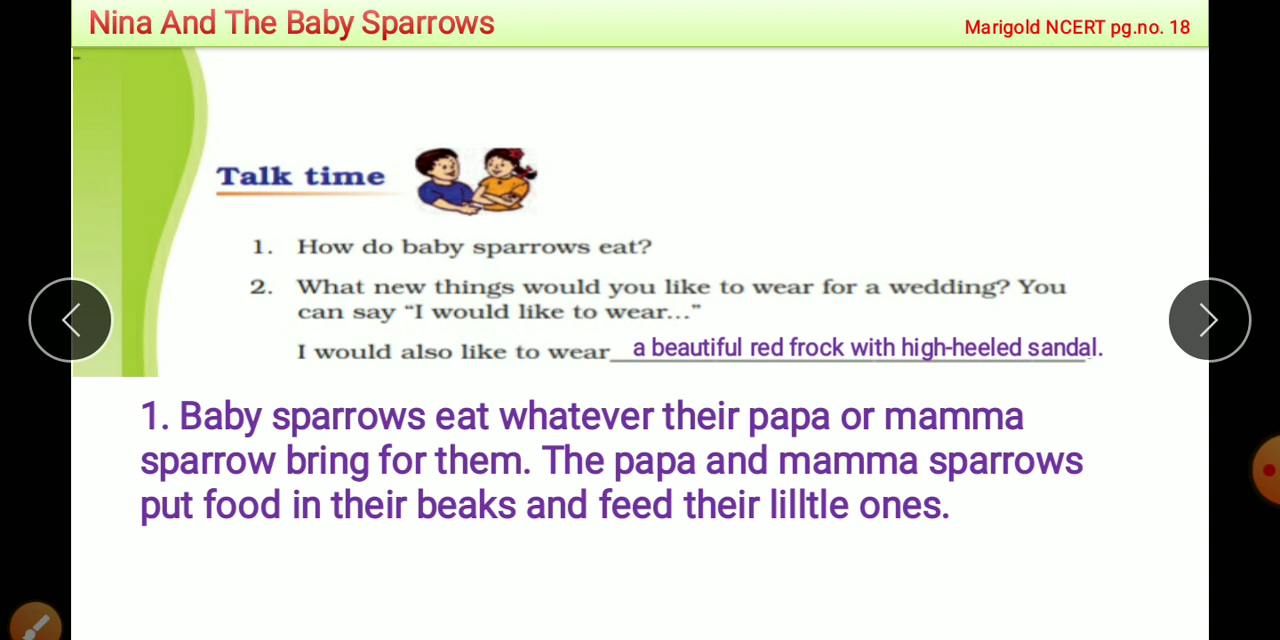 Nina And The Baby Sparrows
Marigold NCERT pg.no. 18
Talk time
1. How do baby sparrows eat?
2. What new things would you like to wear for a wedding? You
can say “I would like to wear...”
I would also like to wear a beautiful red frock with high-heeled sandal.
1. Baby sparrows eat whatever their papa or mamma
sparrow bring for them. The papa and mamma sparrows
put food in their beaks and feed their lilltle ones.